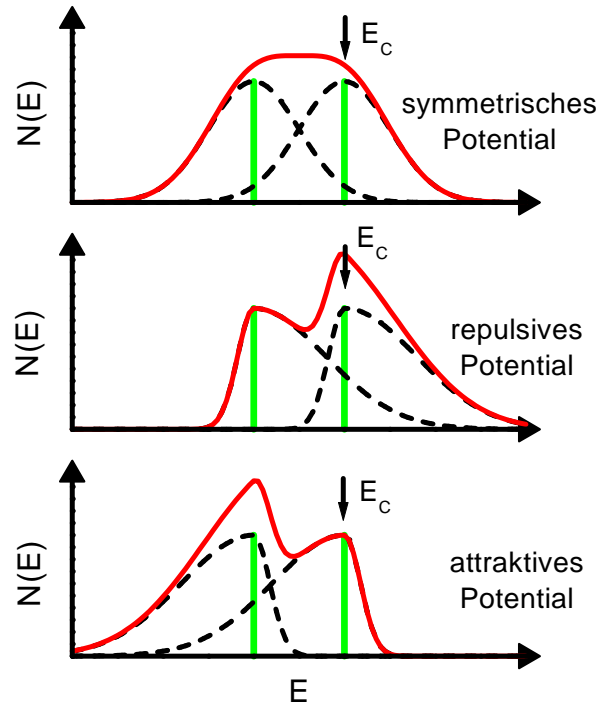 E_C
N(E)
symmetrisches
Potential
E_C
N(E)
repulsives
Potential
E_C
N(E)
attraktives
Potential
E